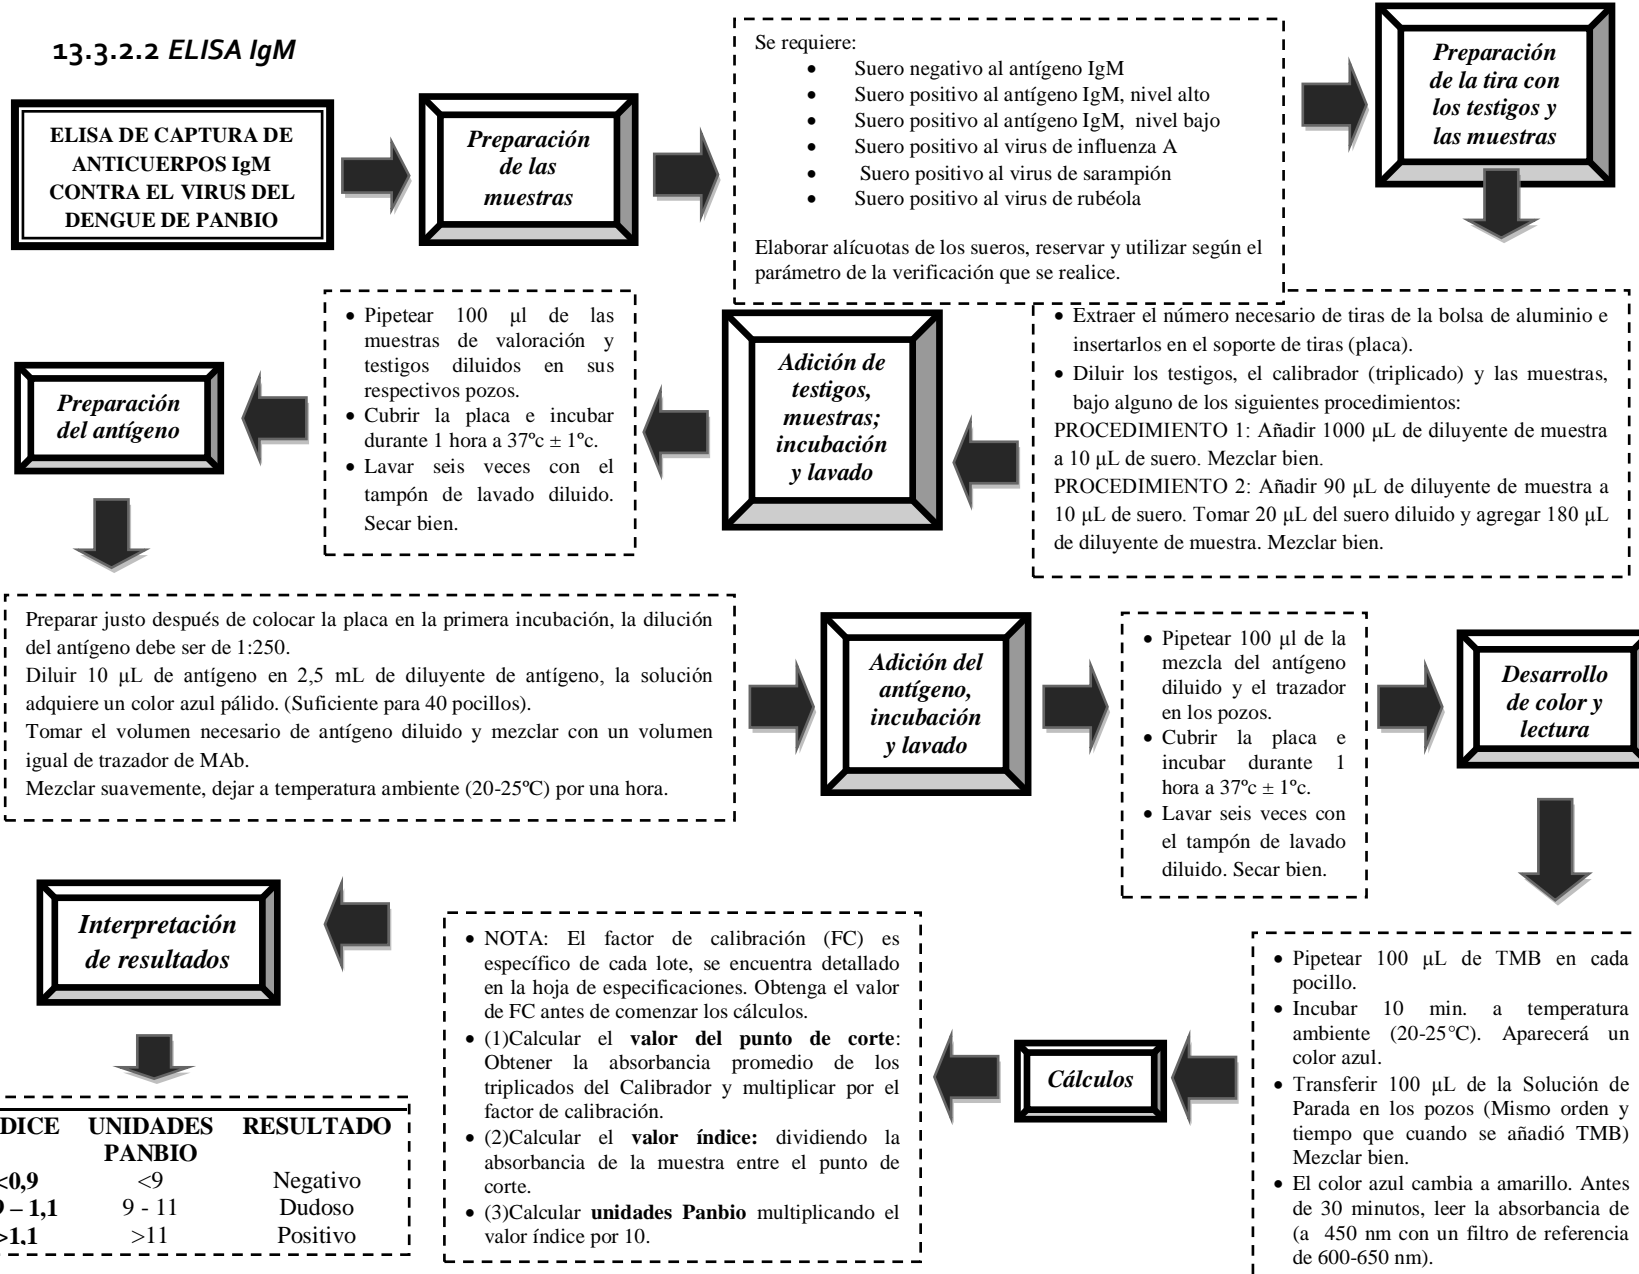 13.3.2.2 ELISA IgM
ELISA DE CAPTURA DE
ANTICUERPOS IgM
CONTRA EL VIRUS DEL
DENGUE DE PANBIO
Preparación
de las
muestras
Se requiere:
• Suero negativo al antígeno IgM
• Suero positivo al antígeno IgM, nivel alto
• Suero positivo al antígeno IgM, nivel bajo
• Suero positivo al virus de influenza A
• Suero positivo al virus de sarampión
• Suero positivo al virus de rubéola
Elaborar alícuotas de los sueros, reservar y utilizar según el
parámetro de la verificación que se realice.
Preparación
de la tira con
los testigos y
las muestras
• Extraer el número necesario de tiras de la bolsa de aluminio e
insertarlos en el soporte de tiras (placa).
• Diluir los testigos, el calibrador (triplicado) y las muestras,
bajo alguno de los siguientes procedimientos:
PROCEDIMIENTO 1: Añadir 1000 μL de diluyente de muestra
a 10 μL de suero. Mezclar bien.
PROCEDIMIENTO 2: Añadir 90 μL de diluyente de muestra a
10 μL de suero. Tomar 20 μL del suero diluido y agregar 180 μL
de diluyente de muestra. Mezclar bien.
Adición de
testigos,
muestras;
incubación
y lavado
• Pipetear 100 μl de las
muestras de valoración y
testigos diluidos en sus
respectivos pozos.
• Cubrir la placa e incubar
durante 1 hora a 37ºc ± 1ºc.
• Lavar seis veces con el
tampón de lavado diluido.
Secar bien.
Preparación
del antígeno
Preparar justo después de colocar la placa en la primera incubación, la dilución
del antígeno debe ser de 1:250.
Diluir 10 μL de antígeno en 2,5 mL de diluyente de antígeno, la solución
adquiere un color azul pálido. (Suficiente para 40 pocillos).
Tomar el volumen necesario de antígeno diluido y mezclar con un volumen
igual de trazador de MAb.
Mezclar suavemente, dejar a temperatura ambiente (20-25ºC) por una hora.
Adición del
antígeno,
incubación
y lavado
• Pipetear 100 μl de la
mezcla del antígeno
diluido y el trazador
en los pozos.
• Cubrir la placa e
incubar durante 1
hora a 37ºc ± 1ºc.
• Lavar seis veces con
el tampón de lavado
diluido. Secar bien.
Desarrollo
de color y
lectura
• Pipetear 100 μL de TMB en cada
pocillo.
• Incubar 10 min. a temperatura
ambiente (20-25°C). Aparecerá un
color azul.
• Transferir 100 μL de la Solución de
Parada en los pozos (Mismo orden y
tiempo que cuando se añadió TMB)
Mezclar bien.
• El color azul cambia a amarillo. Antes
de 30 minutos, leer la absorbancia de
(a 450 nm con un filtro de referencia
de 600-650 nm).
Cálculos
• NOTA: El factor de calibración (FC) es
específico de cada lote, se encuentra detallado
en la hoja de especificaciones. Obtenga el valor
de FC antes de comenzar los cálculos.
• (1)Calcular el valor del punto de corte:
Obtener la absorbancia promedio de los
triplicados del Calibrador y multiplicar por el
factor de calibración.
• (2)Calcular el valor índice: dividiendo la
absorbancia de la muestra entre el punto de
corte.
• (3)Calcular unidades Panbio multiplicando el
valor índice por 10.
Interpretación
de resultados
DICE UNIDADES RESULTADO
PANBIO
<0,9 <9 Negativo
9 – 1,1 9 - 11 Dudoso
>1,1 >11 Positivo